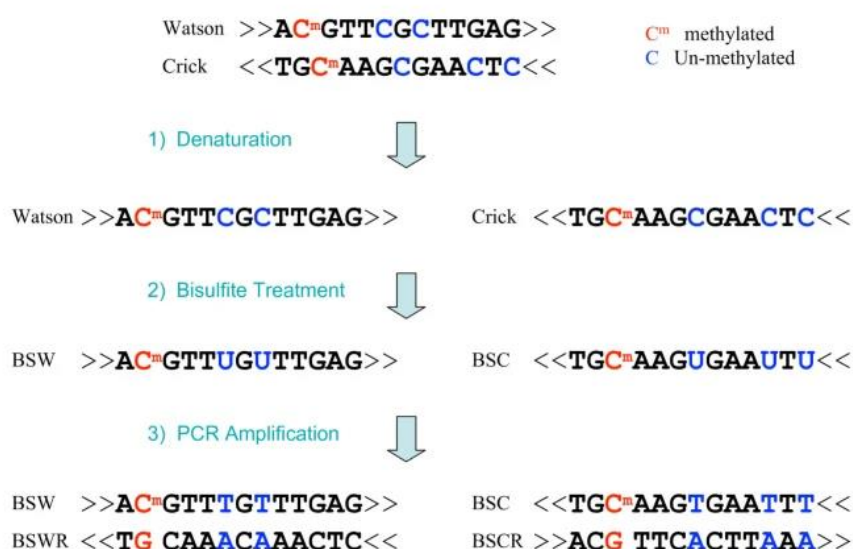 Watson >>ACᵐGTTCGCTTGAG>>
Cᵐ methylated
Crick <<TGCᵐAAGCGAACTC<<
C Un-methylated
1) Denaturation
Watson >>ACᵐGTTCGCTTGAG>>
Crick <<TGCᵐAAGCGAACTC<<
2) Bisulfite Treatment
BSW >>ACᵐGTTUGUTTGAG>>
BSC <<TGCᵐAAGUGAAUTU<<
3) PCR Amplification
BSW >>ACᵐGTTTGTTTGAG>>
BSC <<TGCᵐAAGTGAATTT<<
BSWR <<TG CAAACAAACTC<<
BSCR >>ACG TTCACTTAAA>>